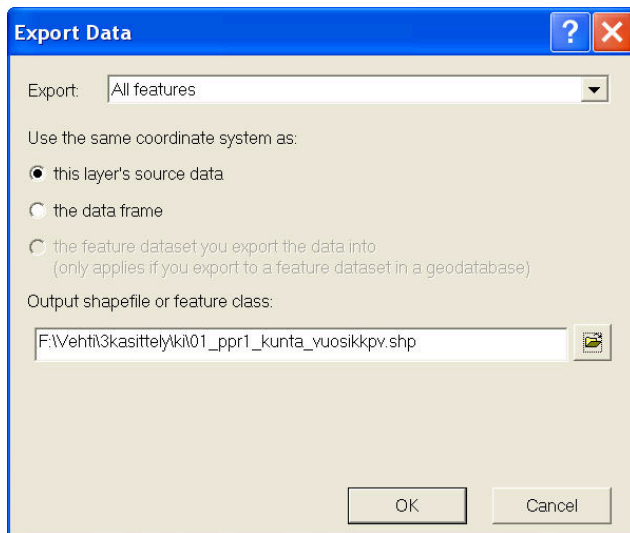 Export Data
?
Export: All features
Use the same coordinate system as:
this layer's source data
the data frame
the feature dataset you export the data into
(only applies if you export to a feature dataset in a geodatabase)
Output shapefile or feature class:
F:\Vehti\3kasittely\ki\01_ppr1_kunta_vuosikkpv.shp
OK Cancel